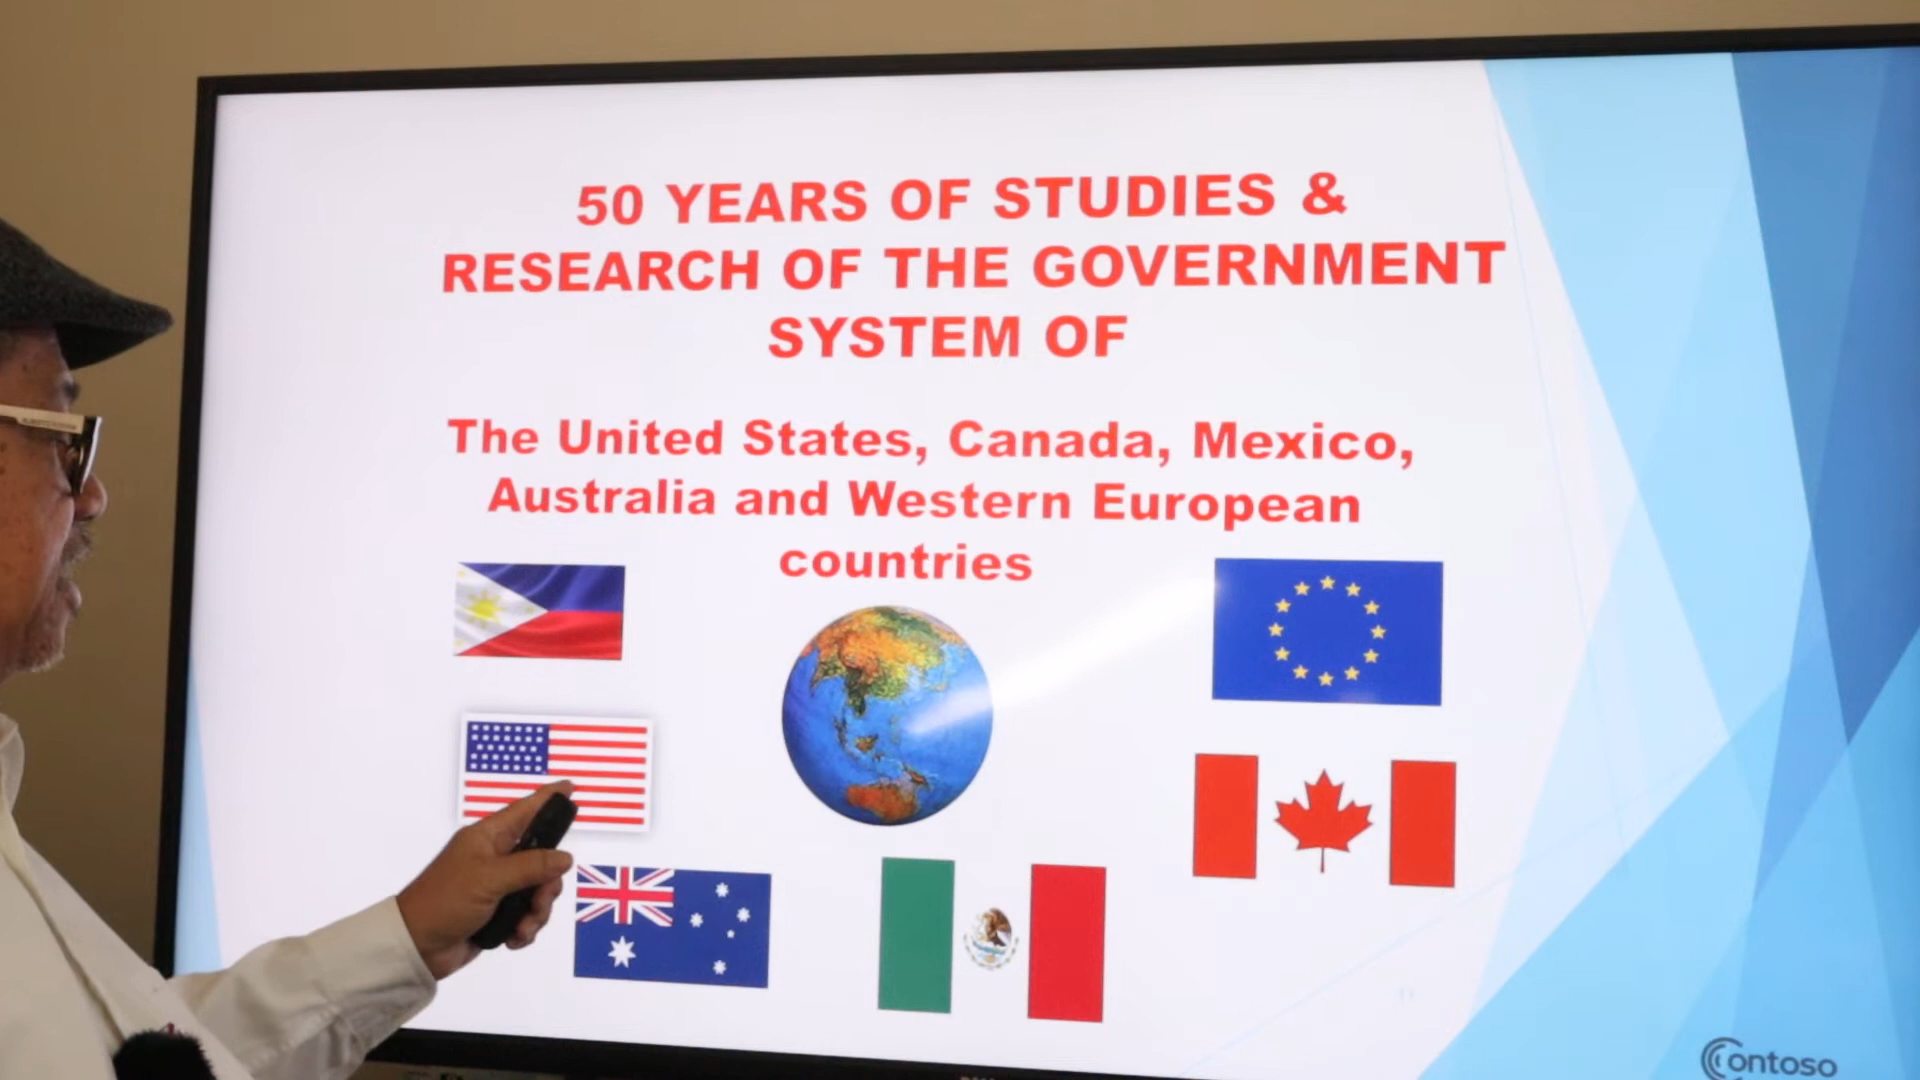 50 YEARS OF STUDIES &
RESEARCH OF THE GOVERNMENT
SYSTEM OF
The United States, Canada, Mexico,
Australia and Western European
countries
Contoso